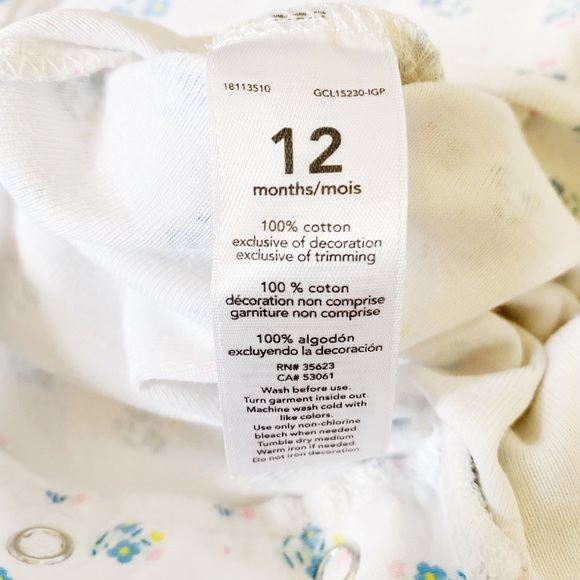 18113510 GCL15230-IGP
12
months/mois
100% cotton
exclusive of decoration
exclusive of trimming
100 % coton
décoration non comprise
garniture non comprise
100% algodón
excluyendo la decoración
RN# 35623
CA# 53061
Wash before use.
Turn garment inside out.
Machine wash cold with
like colors.
Use only non-chlorine
bleach when needed.
Tumble dry medium
Warm iron if needed.
Do not iron decoration